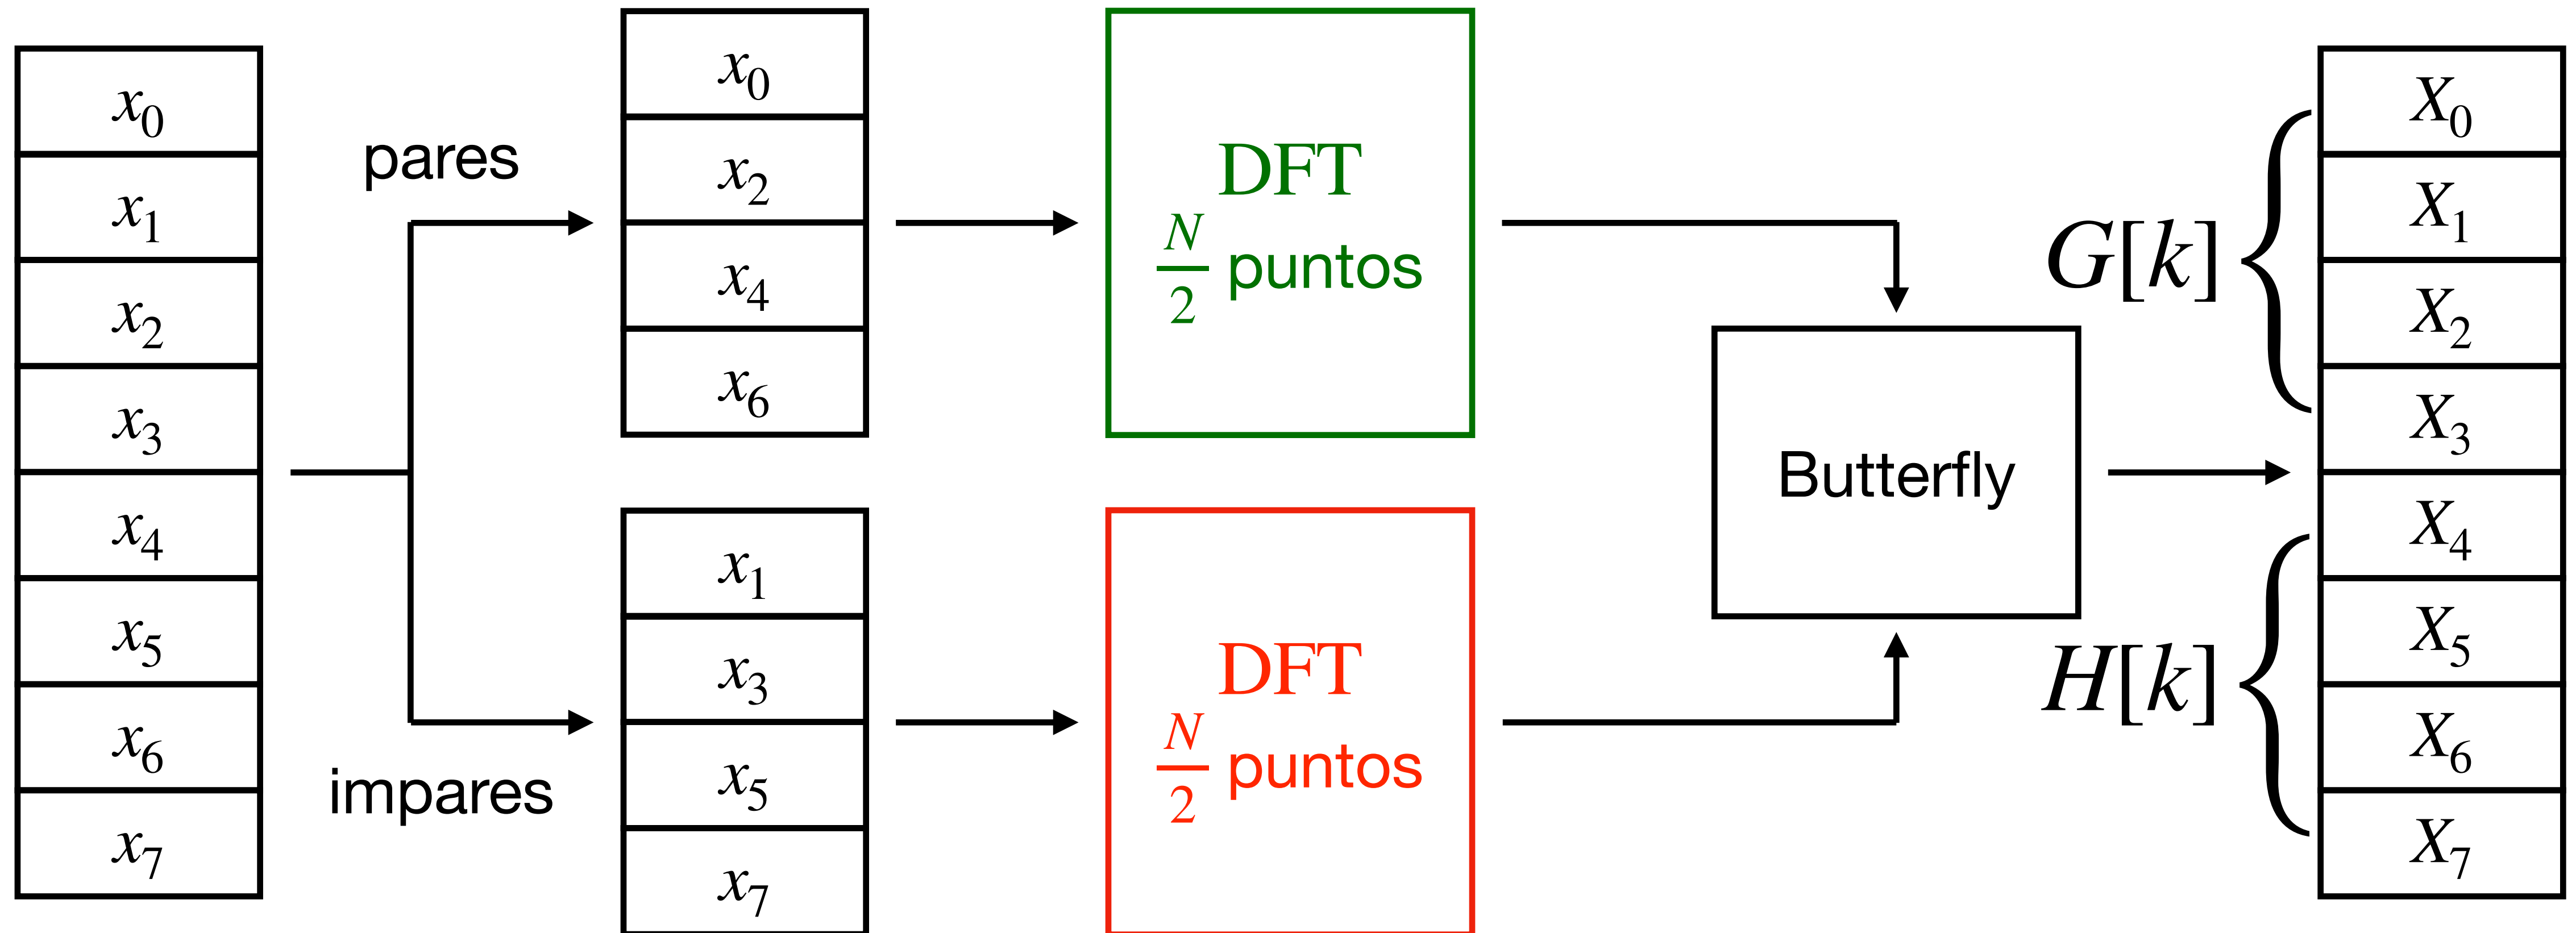 x₀
x₁
x₂
x₃
x₄
x₅
x₆
x₇
pares
impares
x₀
x₂
x₄
x₆
x₁
x₃
x₅
x₇
DFT
N/2 puntos
DFT
N/2 puntos
Butterfly
G[k]
H[k]
X₀
X₁
X₂
X₃
X₄
X₅
X₆
X₇